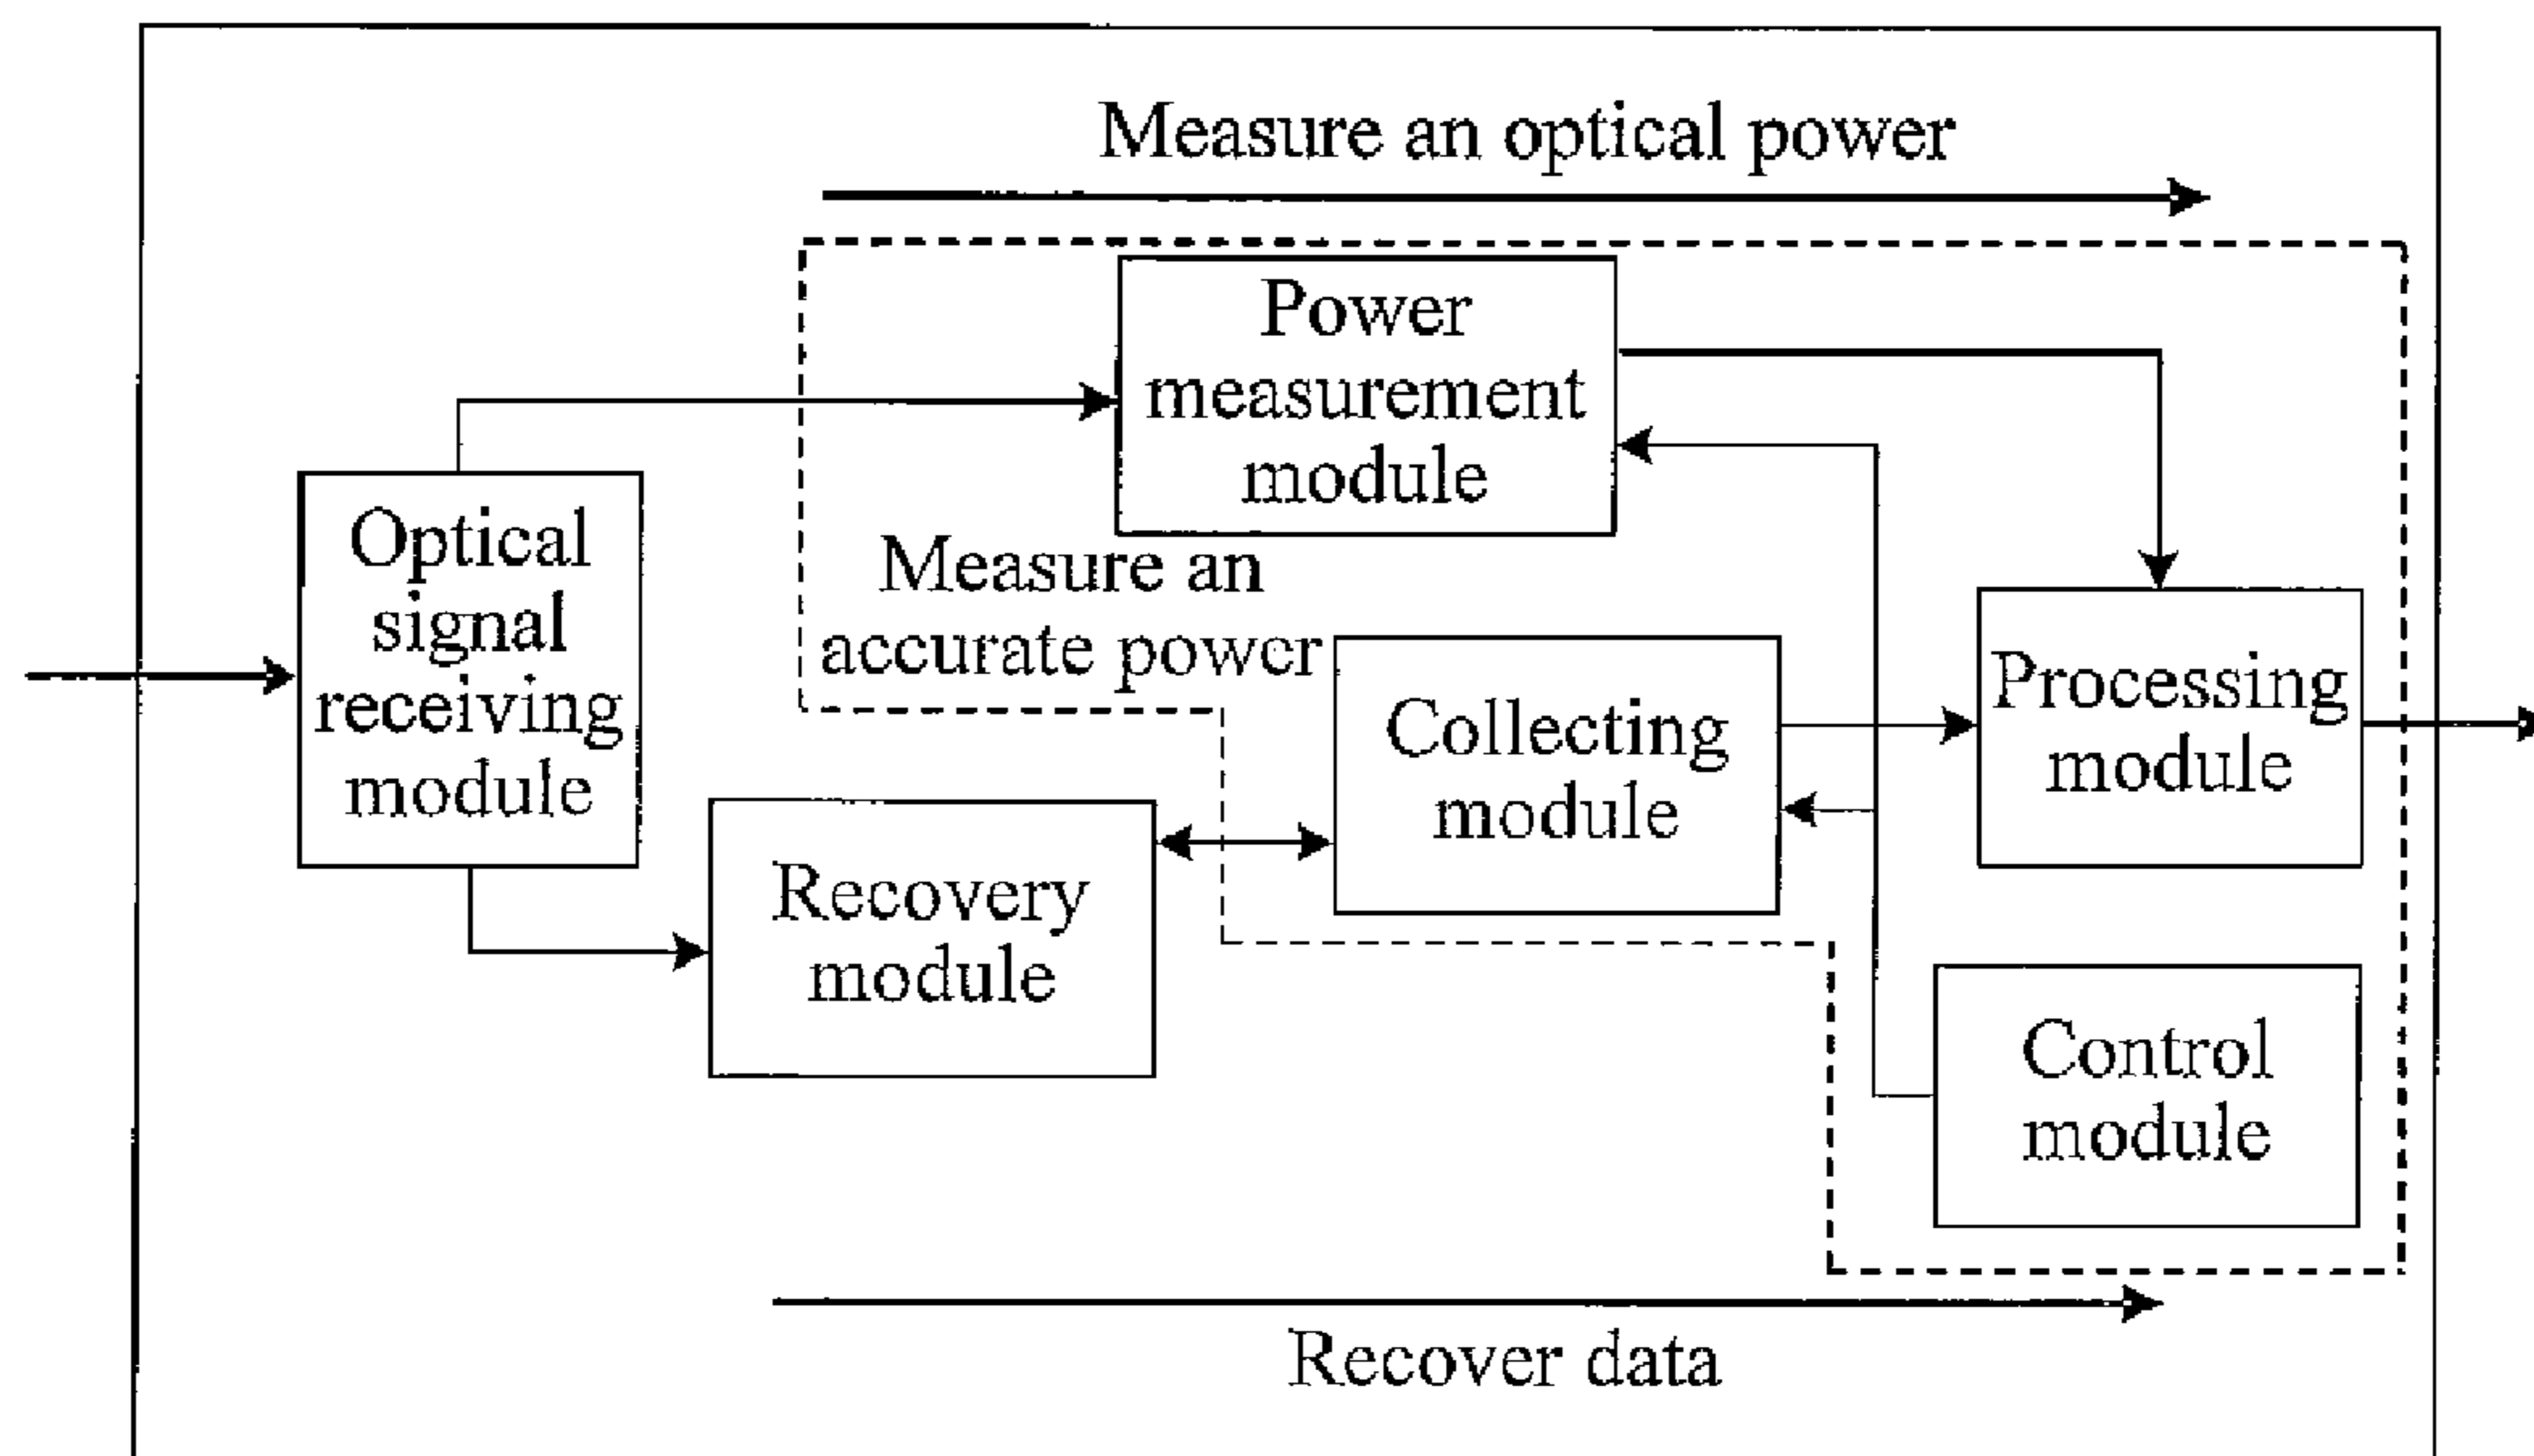 Measure an optical power
Power
measurement
module
Optical
signal
receiving
module
Measure an
accurate power
Collecting
module
Processing
module
Recovery
module
Control
module
Recover data